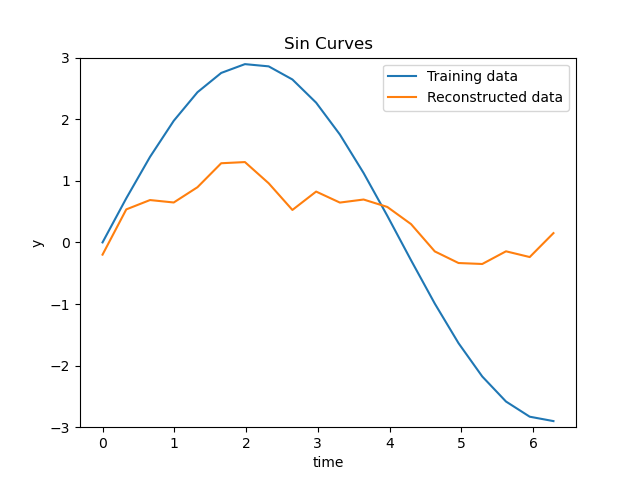 Sin Curves
Training data
Reconstructed data
3
2
1
0
−1
−2
−3
y
0 1 2 3 4 5 6
time